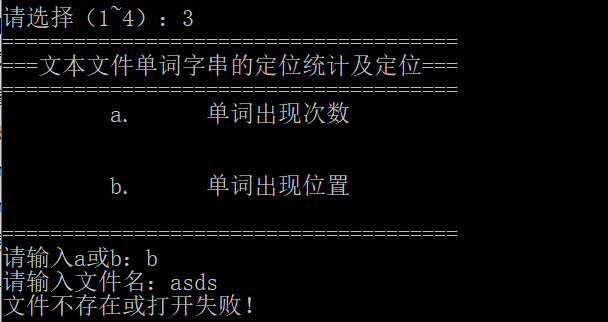 请选择（1~4）：3
======================================
===文本文件单词字串的定位统计及定位===
======================================
a. 单词出现次数
b. 单词出现位置
======================================
请输入a或b：b
请输入文件名：asds
文件不存在或打开失败！